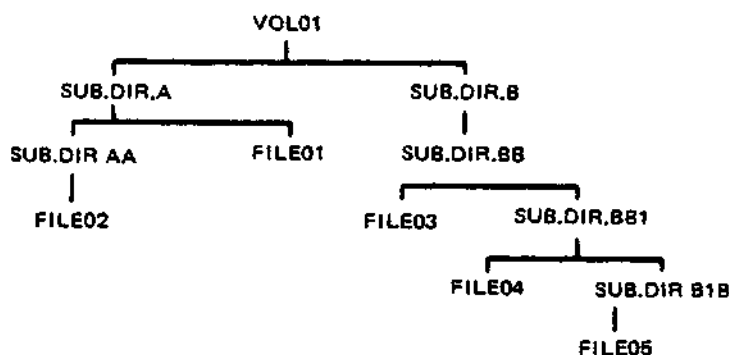 VOL01
SUB.DIR.A SUB.DIR.B
SUB.DIR AA FILE01 SUB.DIR.BB
FILE02 FILE03 SUB.DIR.BB1
FILE04 SUB.DIR B1B
FILE05